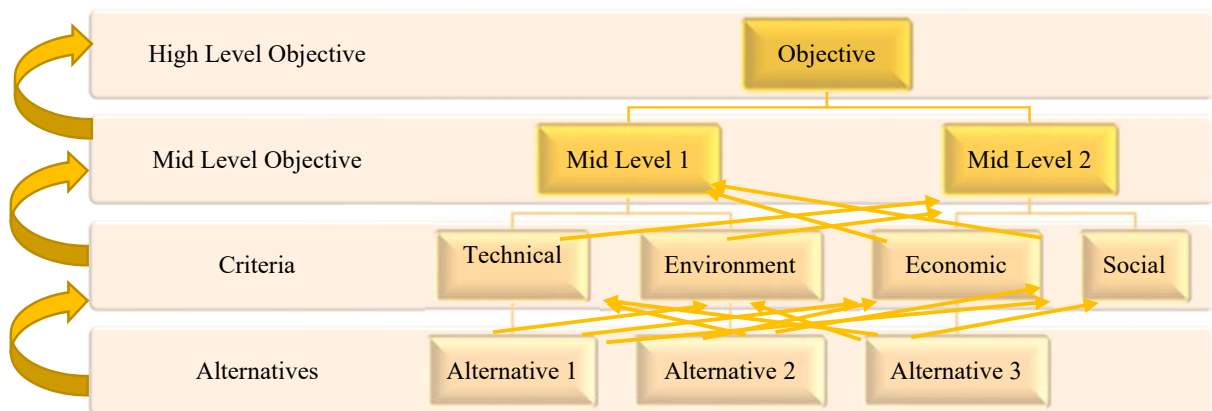 High Level Objective
Objective
Mid Level Objective
Mid Level 1
Mid Level 2
Criteria
Technical
Environment
Economic
Social
Alternatives
Alternative 1
Alternative 2
Alternative 3